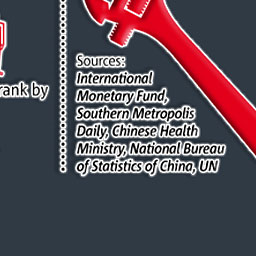 Sources:
International
Monetary Fund,
rank by
Southern Metropolis
Daily, Chinese Health
Ministry, National Bureau
of Statistics of China, UN